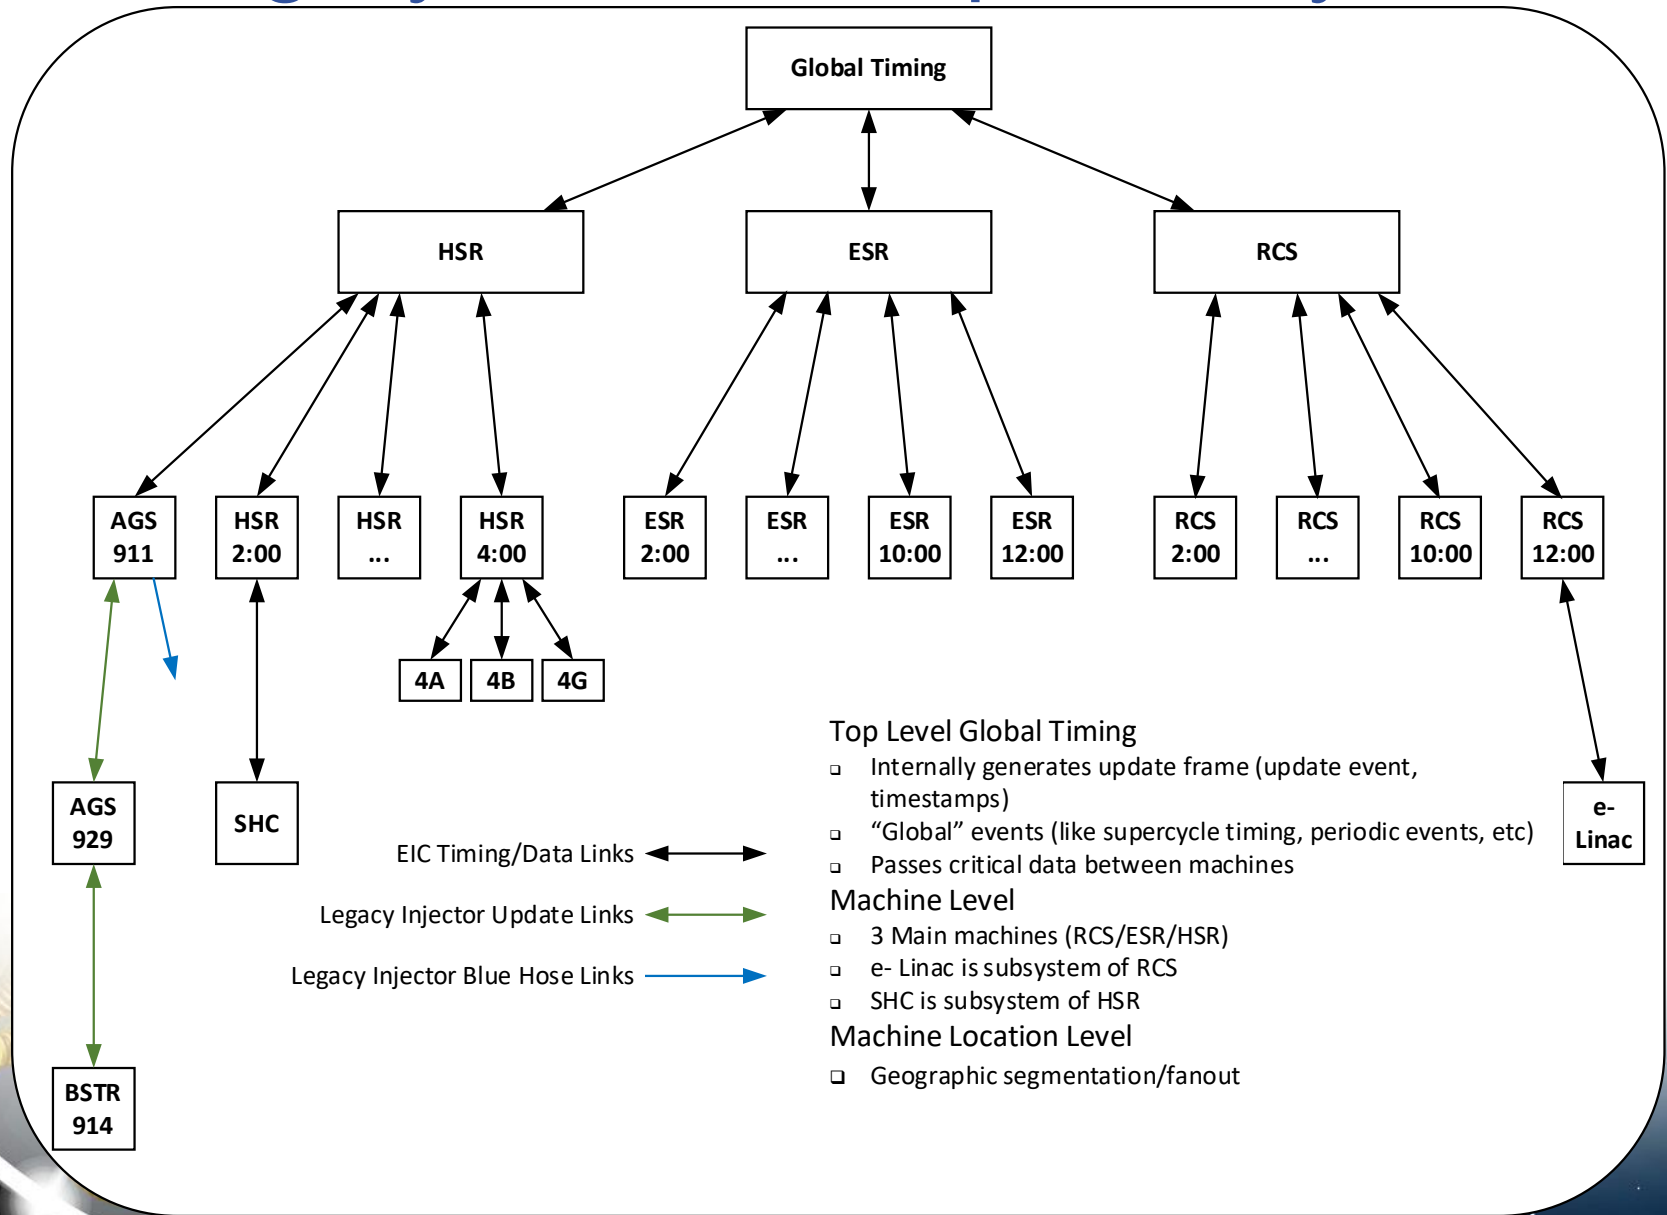 Global Timing
HSR
ESR
RCS
AGS
911
HSR
2:00
HSR
...
HSR
4:00
ESR
2:00
ESR
...
ESR
10:00
ESR
12:00
RCS
2:00
RCS
...
RCS
10:00
RCS
12:00
4A
4B
4G
AGS
929
SHC
e-
Linac
BSTR
914
EIC Timing/Data Links
Legacy Injector Update Links
Legacy Injector Blue Hose Links
Top Level Global Timing
Internally generates update frame (update event,
timestamps)
“Global” events (like supercycle timing, periodic events, etc)
Passes critical data between machines
Machine Level
3 Main machines (RCS/ESR/HSR)
e- Linac is subsystem of RCS
SHC is subsystem of HSR
Machine Location Level
Geographic segmentation/fanout